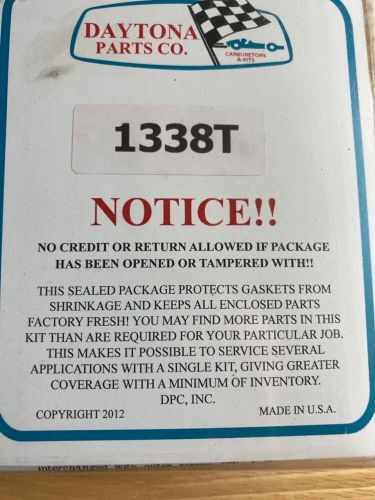 DAYTONA
PARTS CO.
CARBURETORS
& KITS
1338T
NOTICE!!
NO CREDIT OR RETURN ALLOWED IF PACKAGE
HAS BEEN OPENED OR TAMPERED WITH!!
THIS SEALED PACKAGE PROTECTS GASKETS FROM
SHRINKAGE AND KEEPS ALL ENCLOSED PARTS
FACTORY FRESH! YOU MAY FIND MORE PARTS IN THIS
KIT THAN ARE REQUIRED FOR YOUR PARTICULAR JOB.
THIS MAKES IT POSSIBLE TO SERVICE SEVERAL
APPLICATIONS WITH A SINGLE KIT, GIVING GREATER
COVERAGE WITH A MINIMUM OF INVENTORY.
DPC, INC.
COPYRIGHT 2012 MADE IN U.S.A.
interchanged with